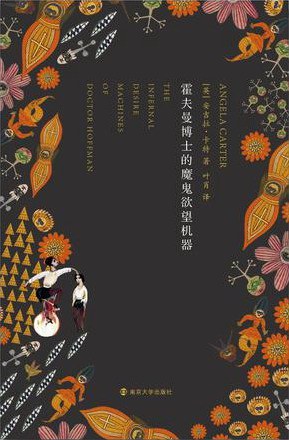 ANGELA CARTER
[英] 安吉拉·卡特 著 叶肖 译
霍夫曼博士的魔鬼欲望机器
THE
INFERNAL
DESIRE
MACHINES
OF
DOCTOR HOFFMAN
南京大学出版社